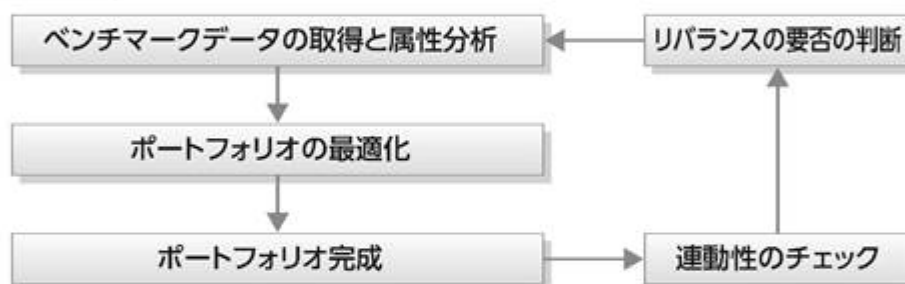 ベンチマークデータの取得と属性分析
リバランスの要否の判断
ポートフォリオの最適化
ポートフォリオ完成
連動性のチェック